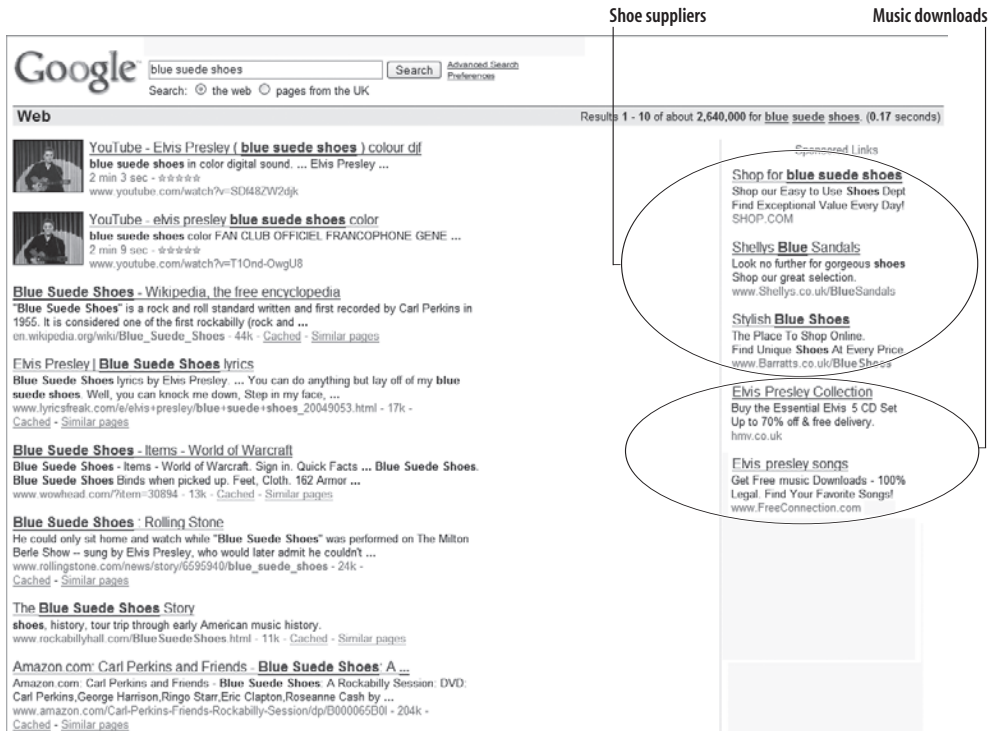 Shoe suppliers
Music downloads
Google
blue suede shoes
Search
Advanced Search
Preferences
Search: the web pages from the UK
Web
Results 1 - 10 of about 2,640,000 for blue suede shoes. (0.17 seconds)
YouTube - Elvis Presley ( blue suede shoes ) colour djf
blue suede shoes in color digital sound. ... Elvis Presley ...
2 min 3 sec -
www.youtube.com/watch?v=SDf48ZW2djk
YouTube - elvis presley blue suede shoes color
blue suede shoes color FAN CLUB OFFICIEL FRANCOPHONE GENE ...
2 min 9 sec -
www.youtube.com/watch?v=T1Ond-OwgU8
Blue Suede Shoes - Wikipedia, the free encyclopedia
"Blue Suede Shoes" is a rock and roll standard written and first recorded by Carl Perkins in
1955. It is considered one of the first rockabilly (rock and ...
en.wikipedia.org/wiki/Blue_Suede_Shoes - 44k - Cached - Similar pages
Elvis Presley | Blue Suede Shoes lyrics
Blue Suede Shoes lyrics by Elvis Presley. ... You can do anything but lay off of my blue
suede shoes. Well, you can knock me down, Step in my face, ...
www.lyricsfreak.com/e/elvis+presley/blue+suede+shoes_20049053.html - 17k -
Cached - Similar pages
Blue Suede Shoes - Items - World of Warcraft
Blue Suede Shoes - Items - World of Warcraft. Sign in. Quick Facts ... Blue Suede Shoes.
Blue Suede Shoes Binds when picked up. Feet, Cloth. 162 Armor ...
www.wowhead.com/?item=30894 - 13k - Cached - Similar pages
Blue Suede Shoes : Rolling Stone
He could only sit home and watch while "Blue Suede Shoes" was performed on The Milton
Berle Show -- sung by Elvis Presley, who would later admit he couldn't ...
www.rollingstone.com/news/story/6595940/blue_suede_shoes - 24k -
Cached - Similar pages
The Blue Suede Shoes Story
shoes, history, tour trip through early American music history.
www.rockabillyhall.com/BlueSuedeShoes.html - 11k - Cached - Similar pages
Amazon.com: Carl Perkins and Friends - Blue Suede Shoes: A ...
Amazon.com: Carl Perkins and Friends - Blue Suede Shoes: A Rockabilly Session: DVD:
Carl Perkins,George Harrison,Ringo Starr,Eric Clapton,Roseanne Cash by ...
www.amazon.com/Carl-Perkins-Friends-Rockabilly-Session/dp/B000065B0I - 204k -
Cached - Similar pages
Sponsored Links
Shop for blue suede shoes
Shop our Easy to Use Shoes Dept
Find Exceptional Value Every Day!
SHOP.COM
Shellys Blue Sandals
Look no further for gorgeous shoes
Shop our great selection.
www.Shellys.co.uk/BlueSandals
Stylish Blue Shoes
The Place To Shop Online.
Find Unique Shoes At Every Price
www.Barratts.co.uk/BlueShoes
Elvis Presley Collection
Buy the Essential Elvis 5 CD Set
Up to 70% off & free delivery.
hmv.co.uk
Elvis presley songs
Get Free music Downloads - 100%
Legal. Find Your Favorite Songs!
www.FreeConnection.com